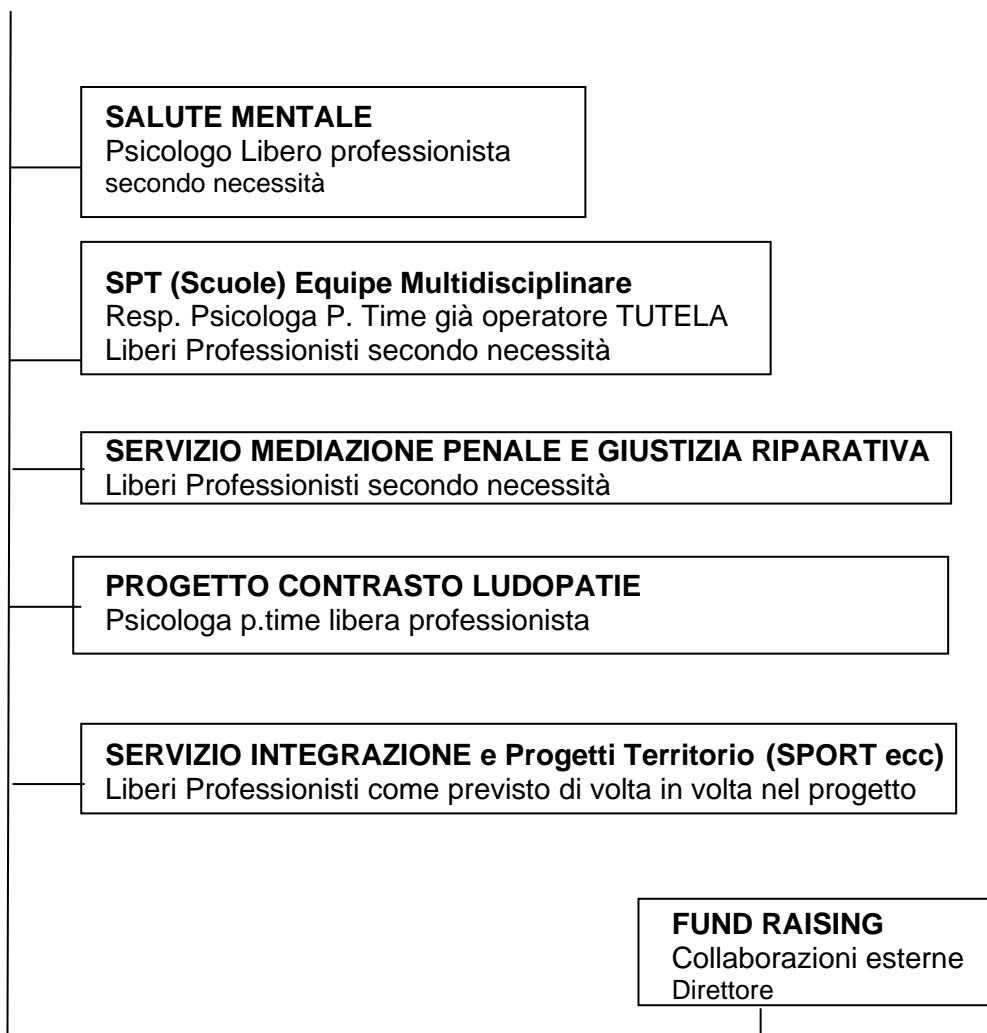 SALUTE MENTALE
Psicologo Libero professionista
secondo necessità
SPT (Scuole) Equipe Multidisciplinare
Resp. Psicologa P. Time già operatore TUTELA
Liberi Professionisti secondo necessità
SERVIZIO MEDIAZIONE PENALE E GIUSTIZIA RIPARATIVA
Liberi Professionisti secondo necessità
PROGETTO CONTRASTO LUDOPATIE
Psicologa p.time libera professionista
SERVIZIO INTEGRAZIONE e Progetti Territorio (SPORT ecc)
Liberi Professionisti come previsto di volta in volta nel progetto
FUND RAISING
Collaborazioni esterne
Direttore